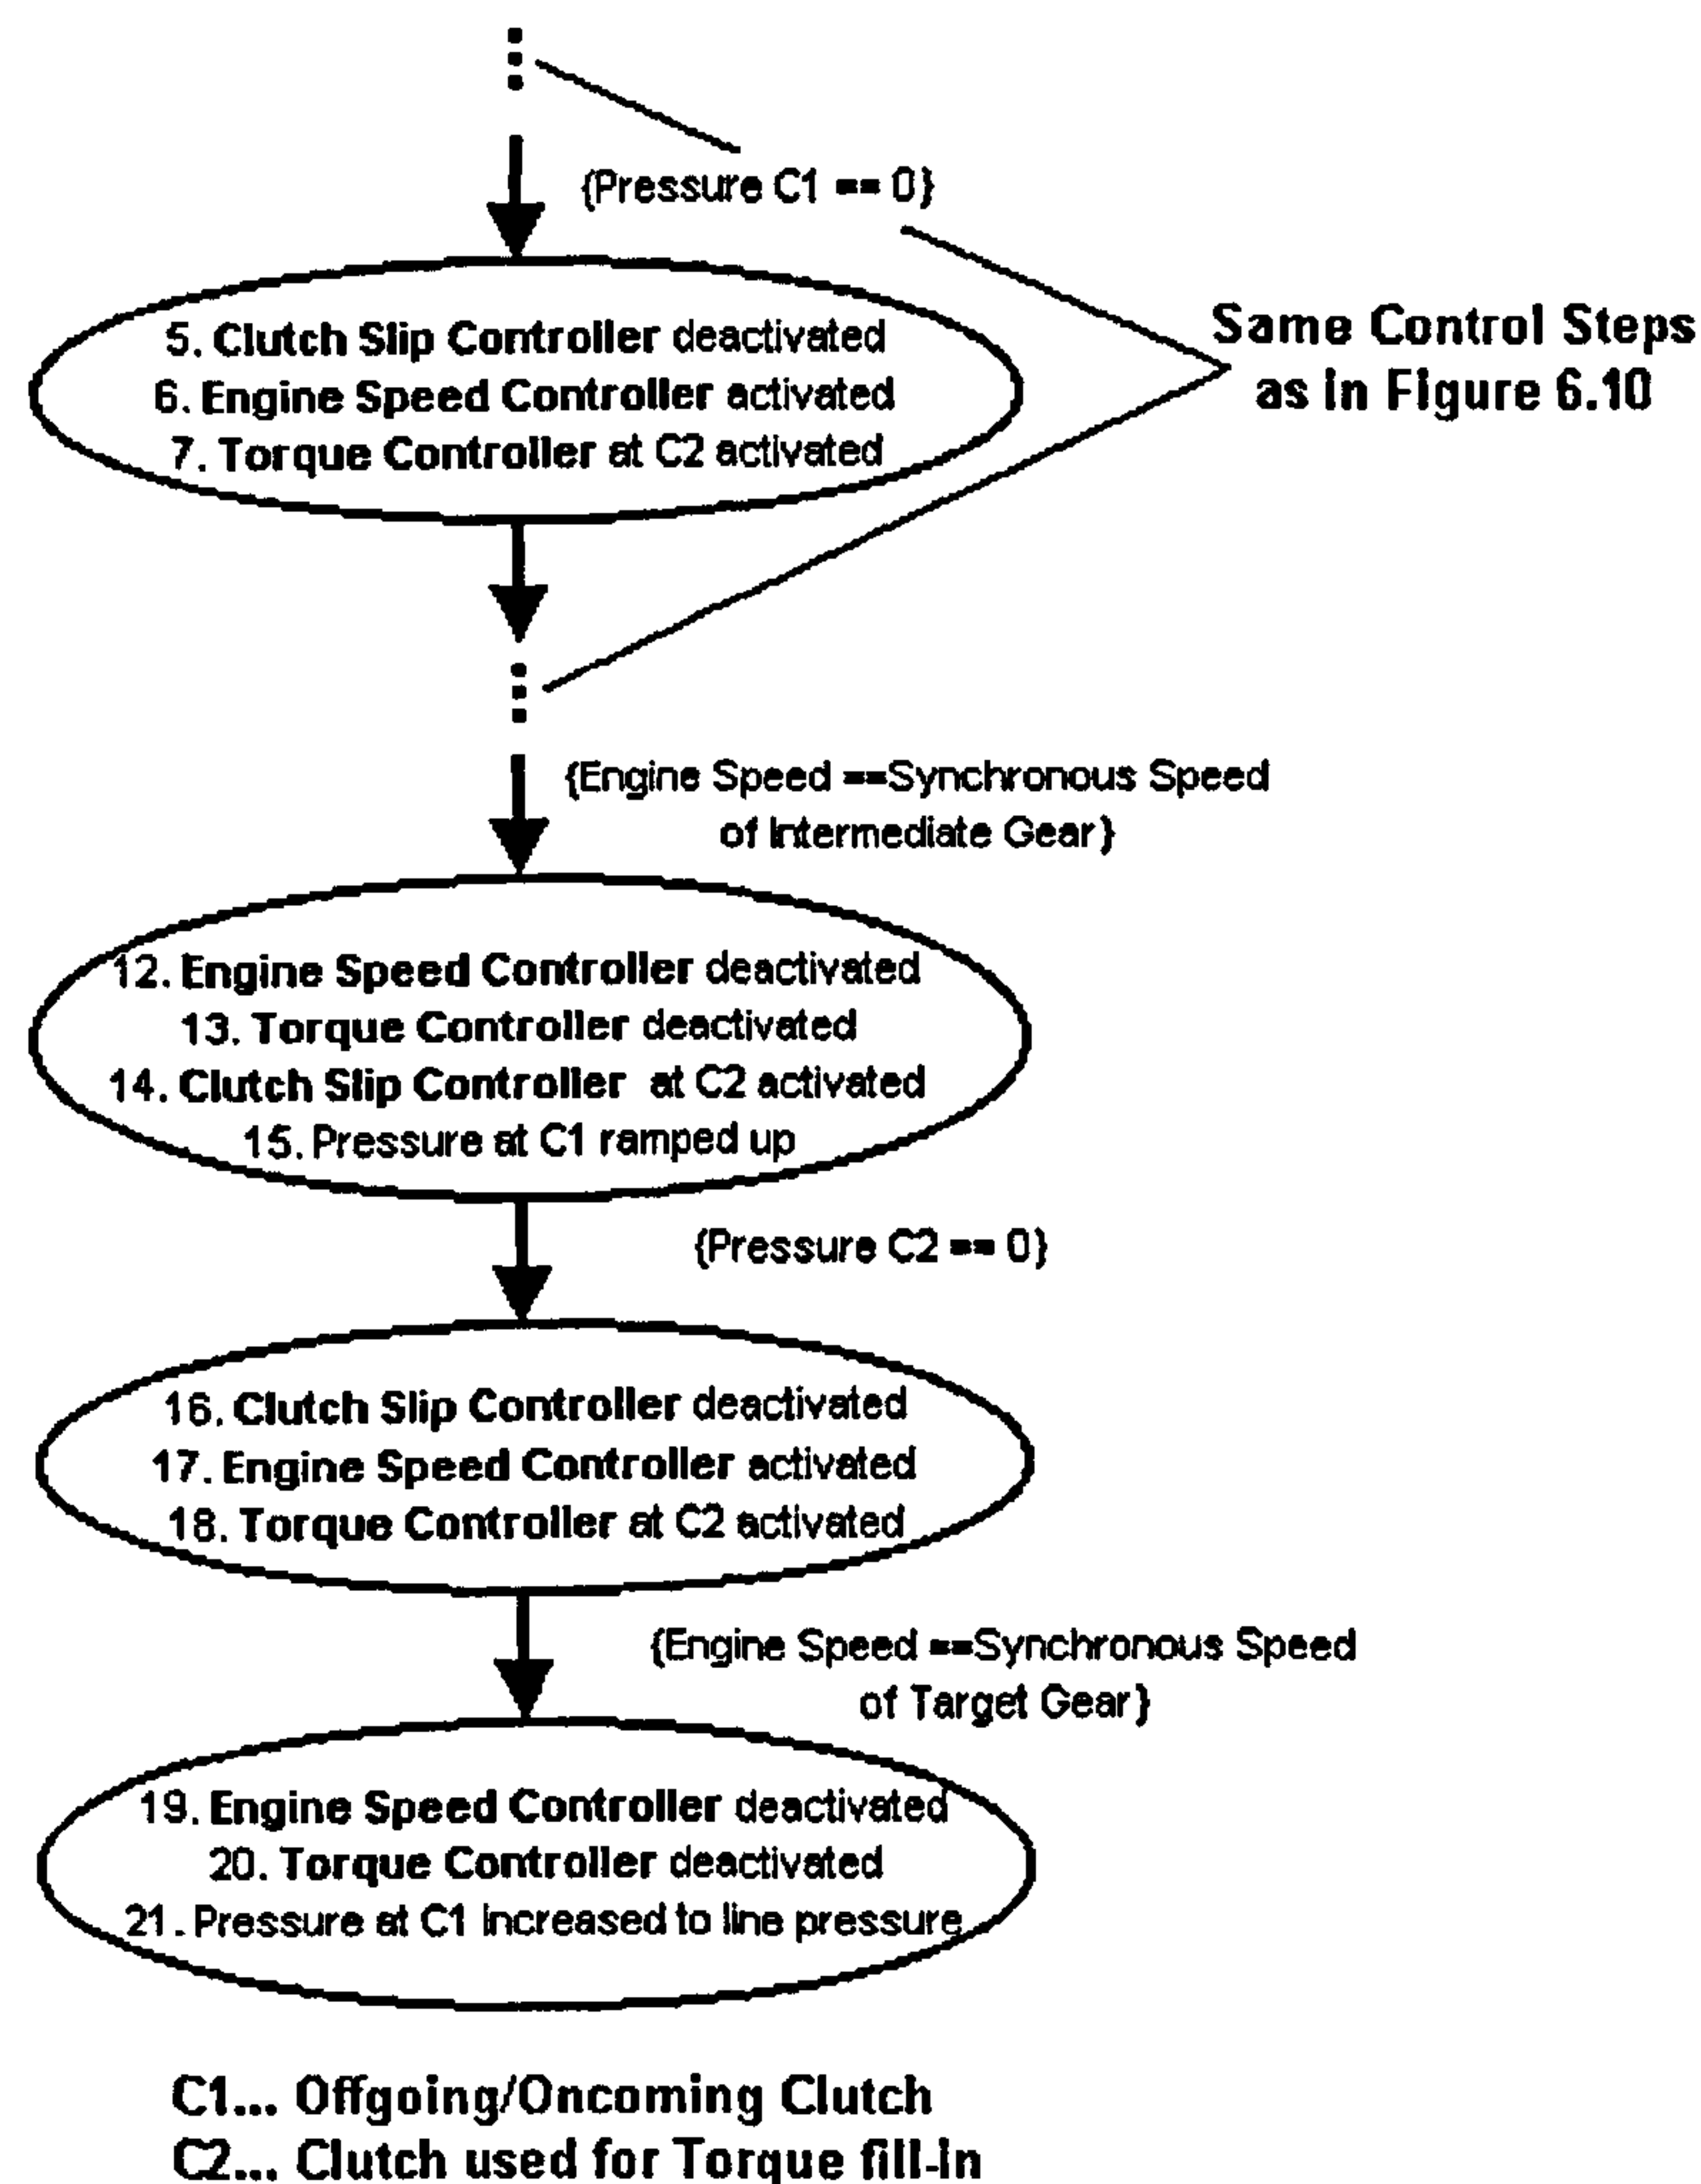 {Pressure C1 == 0}
5. Clutch Slip Controller deactivated
6. Engine Speed Controller activated
7. Torque Controller at C2 activated
Same Control Steps
as in Figure 6.10
{Engine Speed ==Synchronous Speed
of Intermediate Gear}
12. Engine Speed Controller deactivated
13. Torque Controller deactivated
14. Clutch Slip Controller at C2 activated
15. Pressure at C1 ramped up
{Pressure C2 == 0}
16. Clutch Slip Controller deactivated
17. Engine Speed Controller activated
18. Torque Controller at C2 activated
{Engine Speed ==Synchronous Speed
of Target Gear}
19. Engine Speed Controller deactivated
20. Torque Controller deactivated
21. Pressure at C1 increased to line pressure
C1... Offgoing/Oncoming Clutch
C2... Clutch used for Torque fill-in